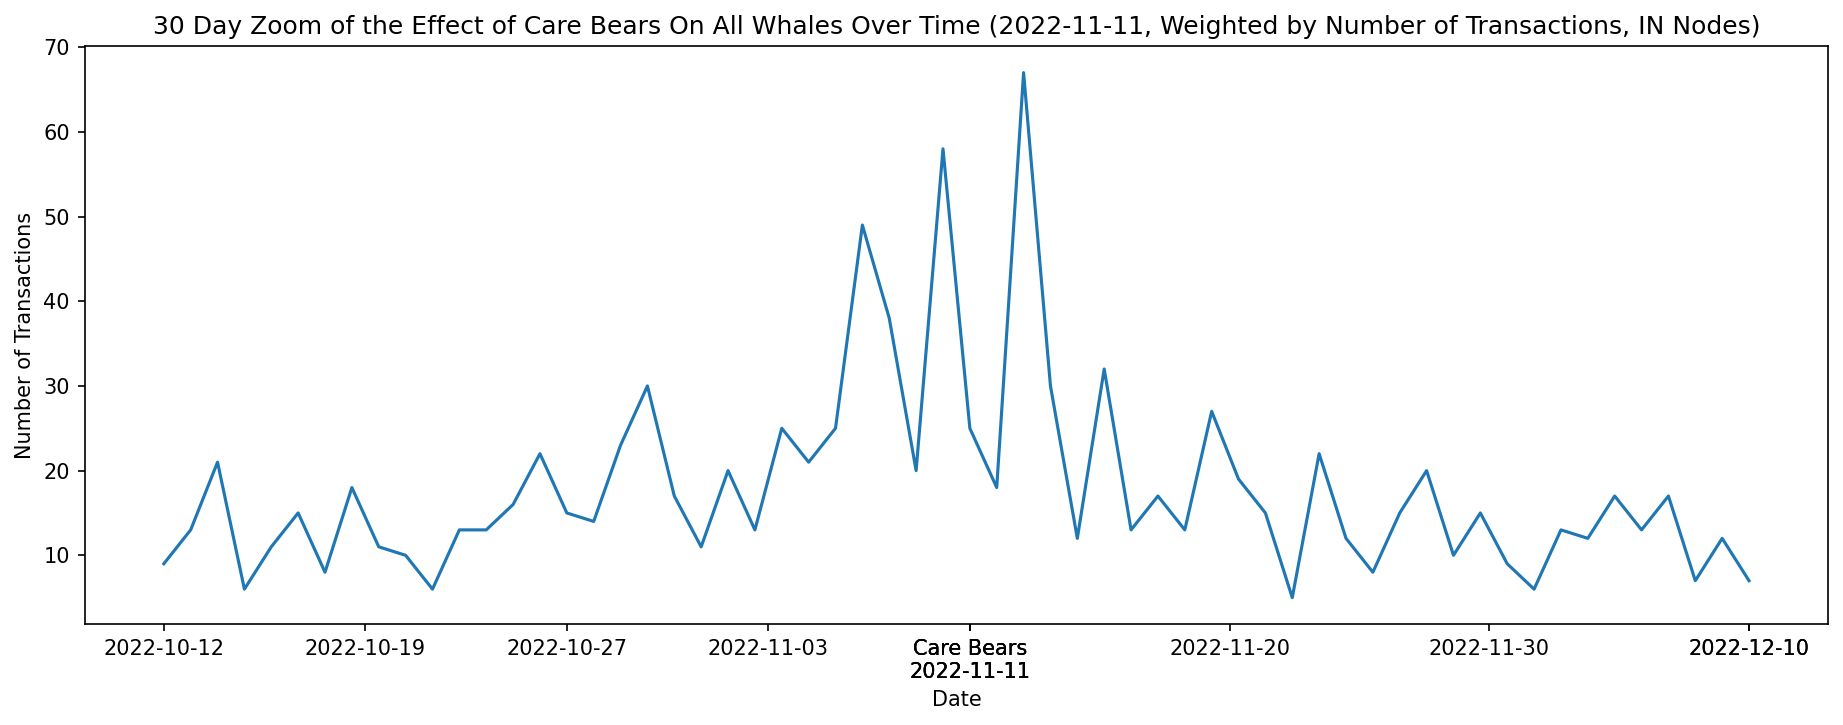 30 Day Zoom of the Effect of Care Bears On All Whales Over Time (2022-11-11, Weighted by Number of Transactions, IN Nodes)
70
60
50
40
30
20
10
Number of Transactions
2022-10-12 2022-10-19 2022-10-27 2022-11-03 Care Bears 2022-11-20 2022-11-30 2022-12-10
2022-11-11
Date